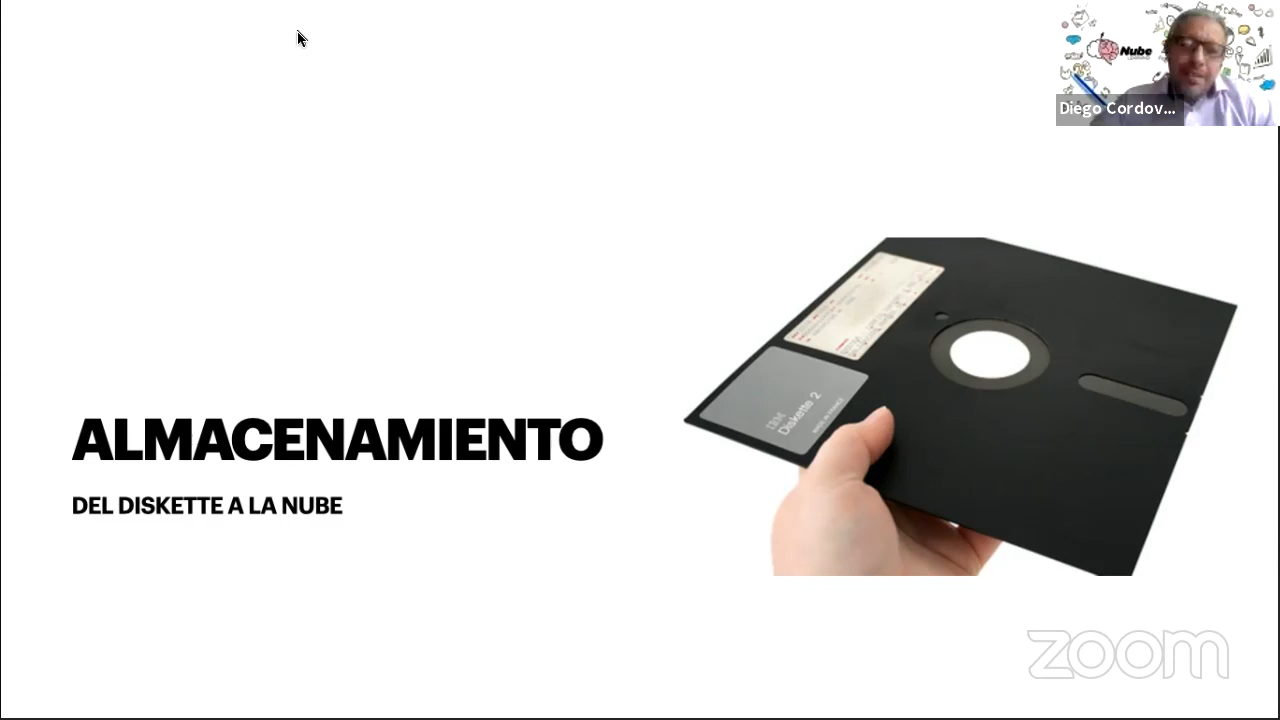 Nube
Diego Cordov...
IBM
Diskette 2
ALMACENAMIENTO
DEL DISKETTE A LA NUBE
zoom